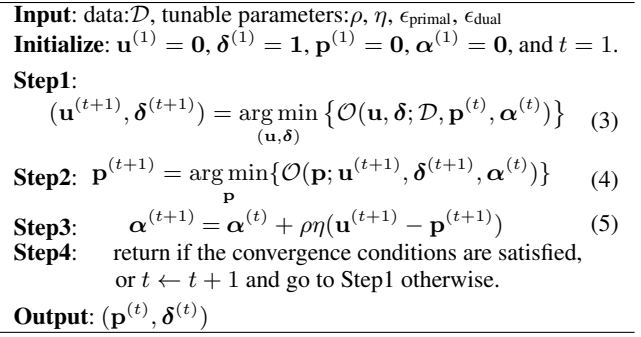 Input: data:𝒟, tunable parameters:ρ, η, ϵ_primal, ϵ_dual
Initialize: u^(1) = 0, δ^(1) = 1, p^(1) = 0, α^(1) = 0, and t = 1.
Step1:
(u^(t+1), δ^(t+1)) = arg min_(u,δ) {𝒪(u, δ; 𝒟, p^(t), α^(t))} (3)
Step2: p^(t+1) = arg min_p {𝒪(p; u^(t+1), δ^(t+1), α^(t))} (4)
Step3: α^(t+1) = α^(t) + ρη(u^(t+1) − p^(t+1)) (5)
Step4: return if the convergence conditions are satisfied,
or t ← t + 1 and go to Step1 otherwise.
Output: (p^(t), δ^(t))